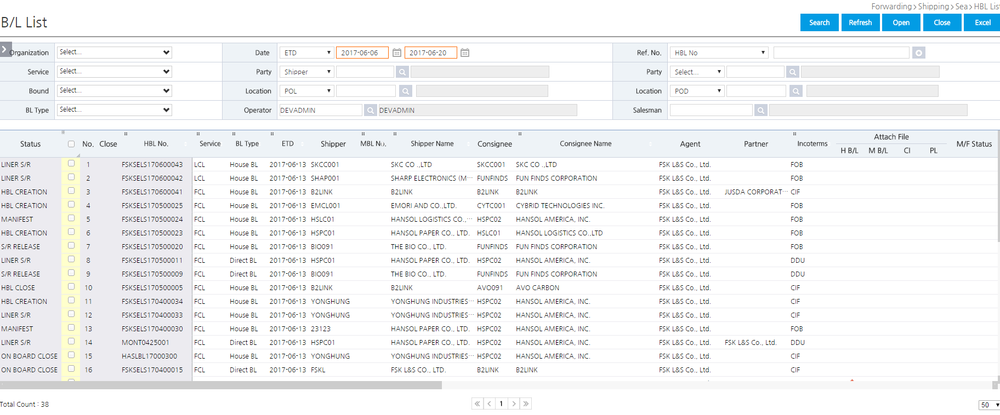 Forwarding > Shipping > Sea > HBL List
B/L List
Search Refresh Open Close Excel
Organization Select... Date ETD 2017-06-06 2017-06-20 Ref. No. HBL No
Service Select... Party Shipper Party Select...
Bound Select... Location POL Location POD
BL Type Select... Operator DEVADMIN DEVADMIN Salesman
Attach File
Status No. Close HBL No. Service BL Type ETD Shipper MBL No. Shipper Name Consignee Consignee Name Agent Partner Incoterms H B/L M B/L CI PL M/F Status
LINER S/R 1 FSKSELS170600043 LCL House BL 2017-06-13 SKCC001 SKC CO .,LTD SKCC001 SKC CO .,LTD FSK L&S Co., Ltd. FOB
LINER S/R 2 FSKSELS170600042 LCL House BL 2017-06-13 SHAP001 SHARP ELECTRONICS (M... FUNFINDS FUN FINDS CORPORATION FSK L&S Co., Ltd. FOB
HBL CREATION 3 FSKSELS170600041 FCL House BL 2017-06-13 B2LINK B2LINK B2LINK B2LINK FSK L&S Co., Ltd. JUSDA CORPORAT... CIF
HBL CREATION 4 FSKSELS170500025 FCL House BL 2017-06-13 EMCL001 EMORI AND CO.,LTD. CYTC001 CYBRID TECHNOLOGIES INC. FSK L&S Co., Ltd. FOB
MANIFEST 5 FSKSELS170500024 FCL House BL 2017-06-13 HSLC01 HANSOL LOGISTICS CO.,... HSPC02 HANSOL AMERICA, INC. FSK L&S Co., Ltd. FOB
HBL CREATION 6 FSKSELS170500023 FCL House BL 2017-06-13 HSPC01 HANSOL PAPER CO., LTD. HSLC01 HANSOL LOGISTICS CO.,LTD FSK L&S Co., Ltd. FOB
S/R RELEASE 7 FSKSELS170500020 FCL House BL 2017-06-13 BIO091 THE BIO CO., LTD. FUNFINDS FUN FINDS CORPORATION FSK L&S Co., Ltd. FOB
LINER S/R 8 FSKSELS170500011 FCL Direct BL 2017-06-13 HSPC01 HANSOL PAPER CO., LTD. HSPC02 HANSOL AMERICA, INC. FSK L&S Co., Ltd. DDU
S/R RELEASE 9 FSKSELS170500009 FCL Direct BL 2017-06-13 BIO091 THE BIO CO., LTD. FUNFINDS FUN FINDS CORPORATION FSK L&S Co., Ltd. DDU
HBL CLOSE 10 FSKSELS170500005 FCL House BL 2017-06-13 B2LINK B2LINK AVO091 AVO CARBON FSK L&S Co., Ltd. CIF
HBL CREATION 11 FSKSELS170400034 FCL House BL 2017-06-13 YONGHUNG YONGHUNG INDUSTRIES... HSPC02 HANSOL AMERICA, INC. FSK L&S Co., Ltd. CIF
LINER S/R 12 FSKSELS170400033 FCL House BL 2017-06-13 YONGHUNG YONGHUNG INDUSTRIES... HSPC02 HANSOL AMERICA, INC. FSK L&S Co., Ltd. CIF
MANIFEST 13 FSKSELS170400030 FCL House BL 2017-06-13 23123 HANSOL PAPER CO., LTD. HSPC02 HANSOL AMERICA, INC. FSK L&S Co., Ltd. FOB
LINER S/R 14 MONT0425001 FCL Direct BL 2017-06-13 HSPC01 HANSOL PAPER CO., LTD. HSPC02 HANSOL AMERICA, INC. FSK L&S Co., Ltd. FSK L&S Co., Ltd. DDU
ON BOARD CLOSE 15 HASLBL17000300 FCL House BL 2017-06-13 YONGHUNG YONGHUNG INDUSTRIES... HSPC02 HANSOL AMERICA, INC. FSK L&S Co., Ltd. CIF
ON BOARD CLOSE 16 FSKSELS170400015 FCL Direct BL 2017-06-13 FSKL FSK L&S CO., LTD. B2LINK B2LINK FSK L&S Co., Ltd. CIF
Total Count : 38 « < 1 > » 50